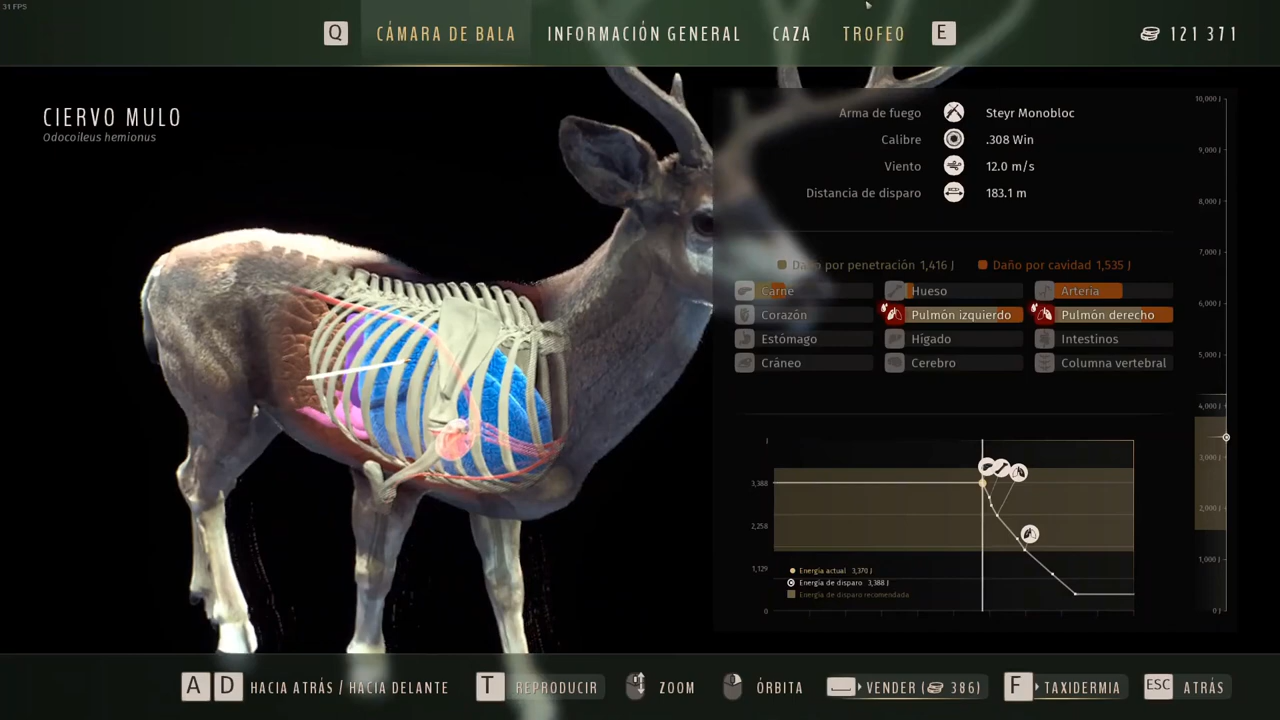 31 FPS
Q CÁMARA DE BALA INFORMACIÓN GENERAL CAZA TROFEO E 121 371
CIERVO MULO
Odocoileus hemionus
Arma de fuego Steyr Monobloc
Calibre .308 Win
Viento 12.0 m/s
Distancia de disparo 183.1 m
Daño por penetración 1,416 J Daño por cavidad 1,535 J
Carne Hueso Arteria
Corazón Pulmón izquierdo Pulmón derecho
Estómago Hígado Intestinos
Cráneo Cerebro Columna vertebral
J
3,388
2,258
1,129
0
Energía actual 3,370 J
Energía de disparo 3,388 J
Energía de disparo recomendada
10,000 J
9,000 J
8,000 J
7,000 J
6,000 J
5,000 J
4,000 J
3,000 J
2,000 J
1,000 J
0 J
A D HACIA ATRÁS / HACIA DELANTE T REPRODUCIR ZOOM ÓRBITA VENDER ( 386) F TAXIDERMIA ESC ATRÁS